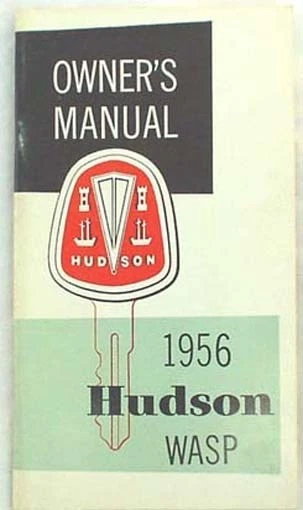 OWNER'S
MANUAL
HUDSON
1956
Hudson
WASP